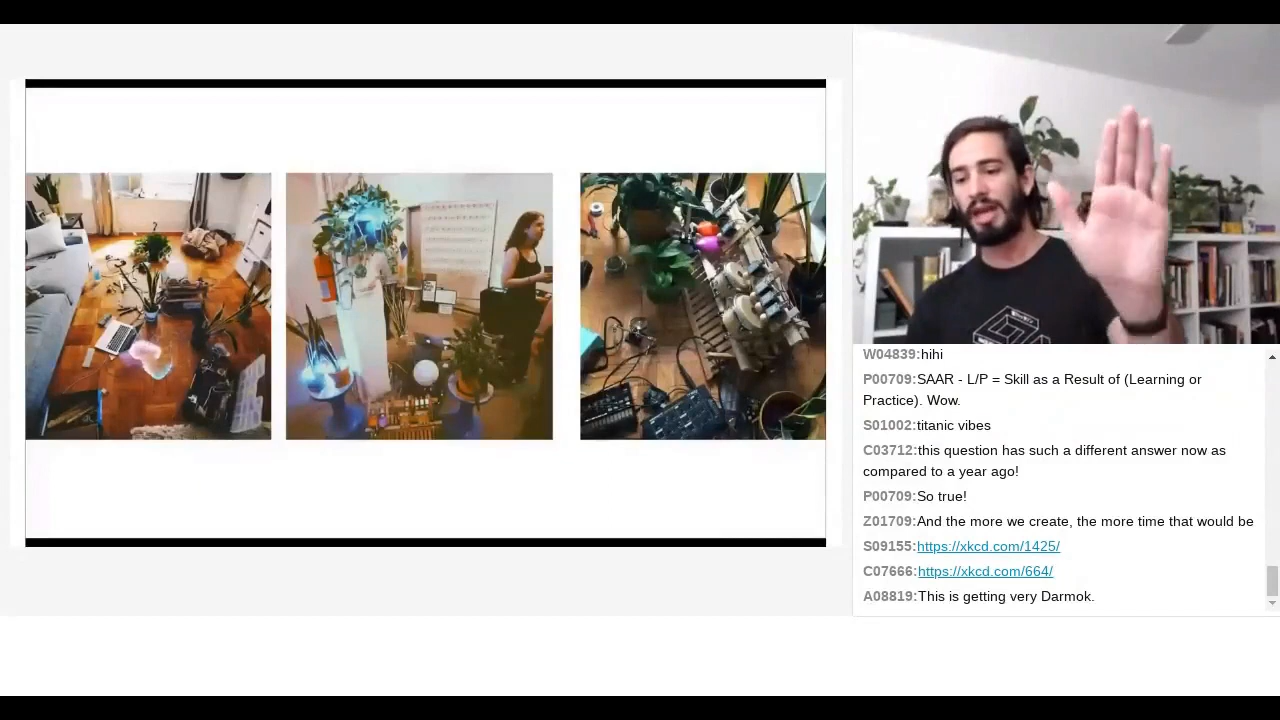 W04839:hihi
P00709:SAAR - L/P = Skill as a Result of (Learning or
Practice). Wow.
S01002:titanic vibes
C03712:this question has such a different answer now as
compared to a year ago!
P00709:So true!
Z01709:And the more we create, the more time that would be
S09155:https://xkcd.com/1425/
C07666:https://xkcd.com/664/
A08819:This is getting very Darmok.